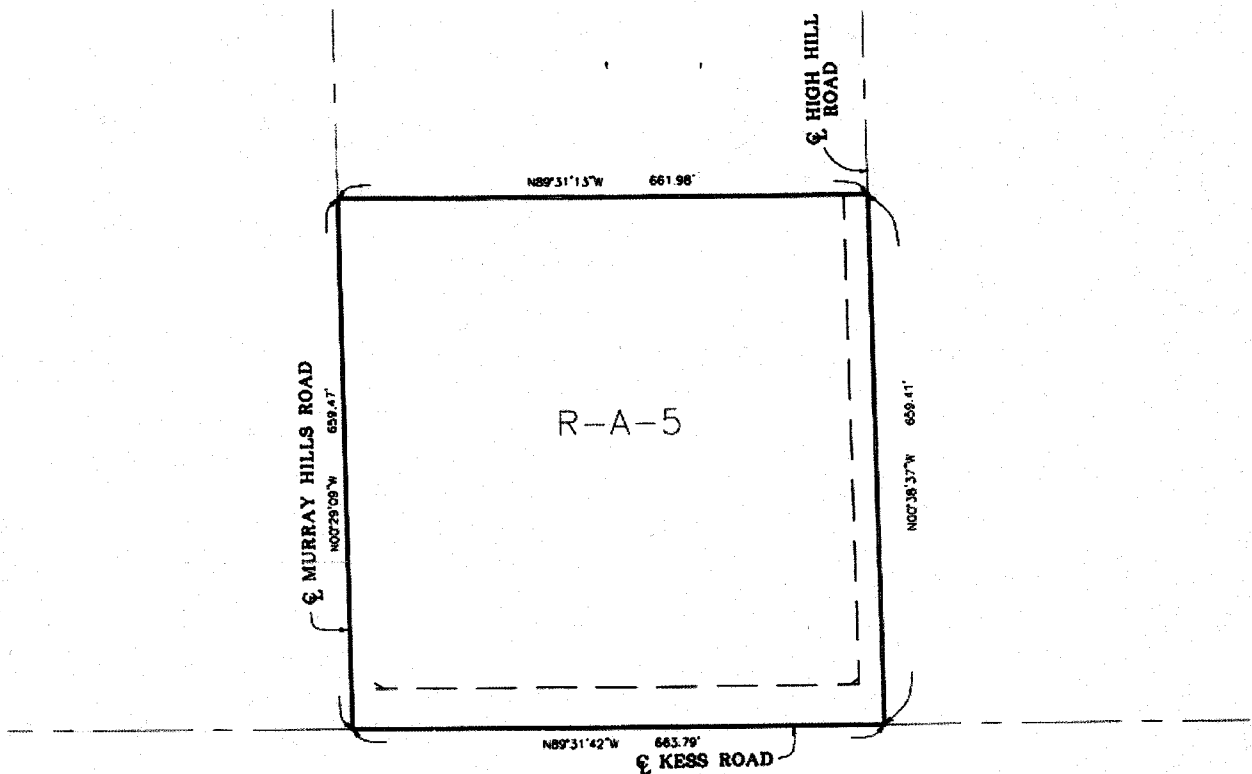 ℄ HIGH HILL
ROAD
N89°31'13"W 661.98'
℄ MURRAY HILLS ROAD
N00°29'09"W 659.47'
R-A-5
N00°38'37"W 659.41'
N89°31'42"W 663.79'
℄ KESS ROAD